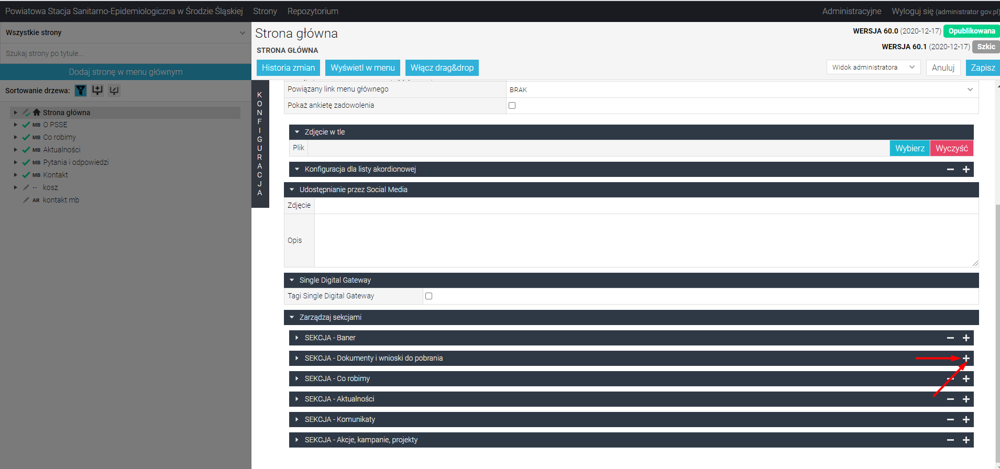 Powiatowa Stacja Sanitarno-Epidemiologiczna w Środzie Śląskiej Strony Repozytorium Administracyjne Wyloguj się (administrator gov.pl)
Wszystkie strony
Szukaj strony po tytule...
Dodaj stronę w menu głównym
Sortowanie drzewa:
Strona główna
MB O PSSE
MB Co robimy
MB Aktualności
MB Pytania i odpowiedzi
MB Kontakt
-- kosz
AR kontakt mb
Strona główna
STRONA GŁÓWNA
WERSJA 60.0 (2020-12-17) Opublikowana
WERSJA 60.1 (2020-12-17) Szkic
Historia zmian Wyświetl w menu Włącz drag&drop Widok administratora Anuluj Zapisz
KONFIGURACJA
Powiązany link menu głównego BRAK
Pokaż ankietę zadowolenia
Zdjęcie w tle
Plik Wybierz Wyczyść
Konfiguracja dla listy akordionowej
Udostępnianie przez Social Media
Zdjęcie
Opis
Single Digital Gateway
Tagi Single Digital Gateway
Zarządzaj sekcjami
SEKCJA - Baner
SEKCJA - Dokumenty i wnioski do pobrania
SEKCJA - Co robimy
SEKCJA - Aktualności
SEKCJA - Komunikaty
SEKCJA - Akcje, kampanie, projekty